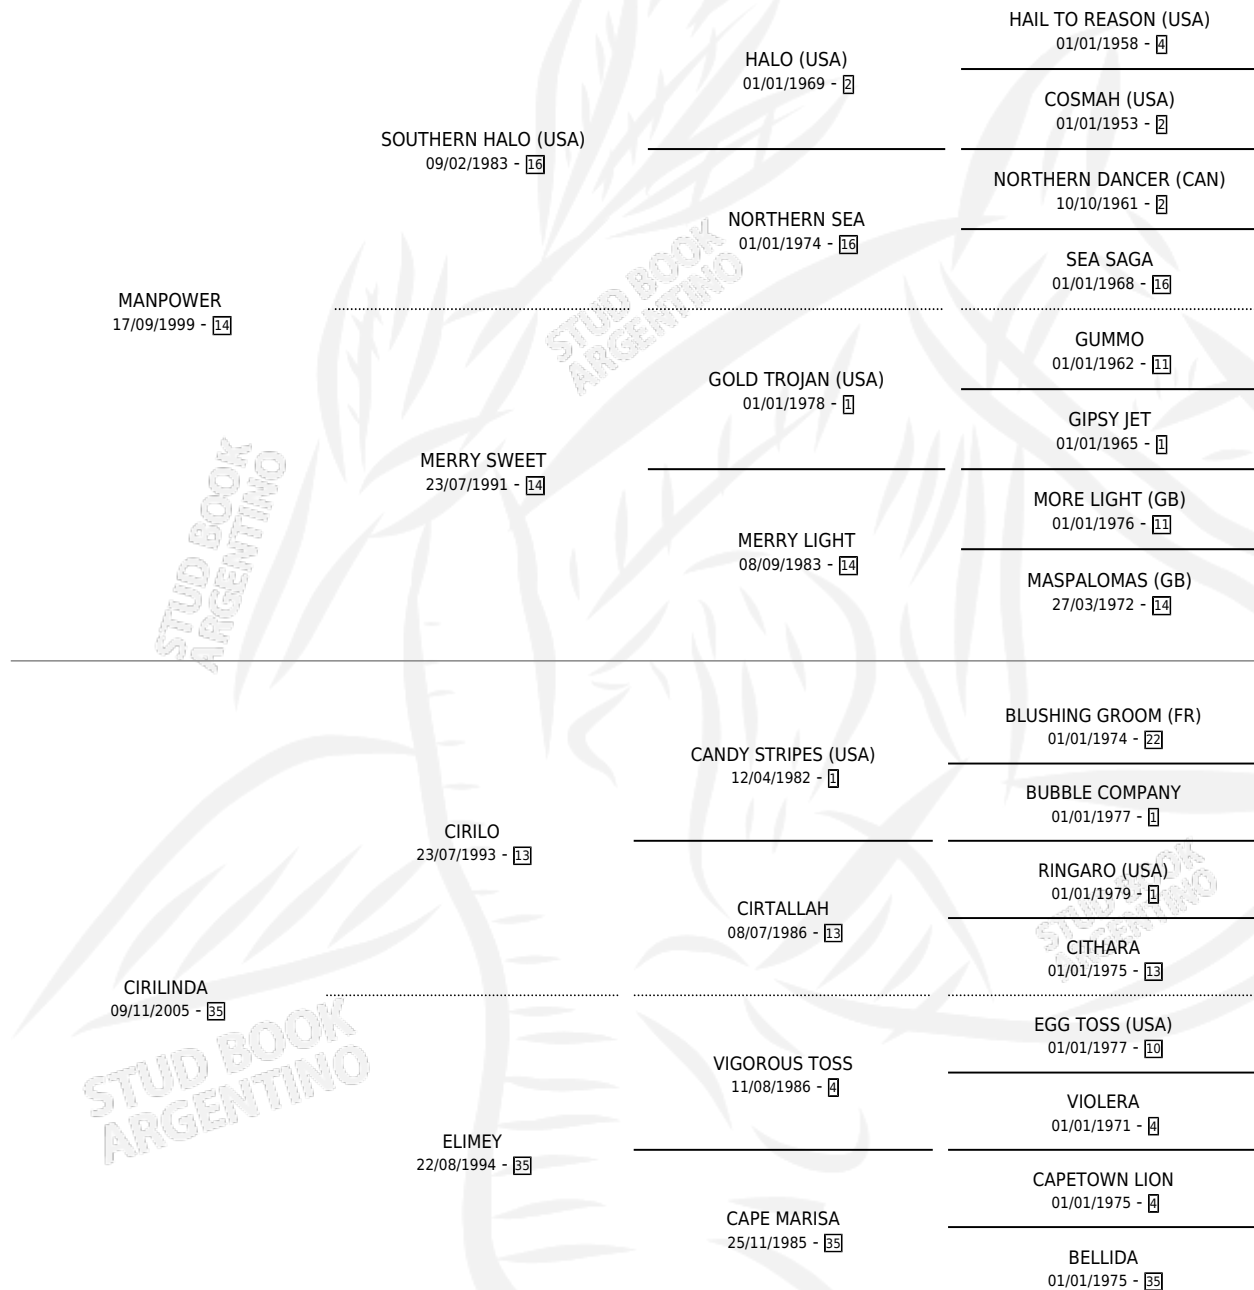 HAIL TO REASON (USA)
01/01/1958 - 4
HALO (USA)
01/01/1969 - 2
COSMAH (USA)
01/01/1953 - 2
SOUTHERN HALO (USA)
09/02/1983 - 16
NORTHERN DANCER (CAN)
10/10/1961 - 2
NORTHERN SEA
01/01/1974 - 16
SEA SAGA
01/01/1968 - 16
MANPOWER
17/09/1999 - 14
GUMMO
01/01/1962 - 11
GOLD TROJAN (USA)
01/01/1978 - 1
GIPSY JET
01/01/1965 - 1
MERRY SWEET
23/07/1991 - 14
MORE LIGHT (GB)
01/01/1976 - 11
MERRY LIGHT
08/09/1983 - 14
MASPALOMAS (GB)
27/03/1972 - 14
BLUSHING GROOM (FR)
01/01/1974 - 22
CANDY STRIPES (USA)
12/04/1982 - 1
BUBBLE COMPANY
01/01/1977 - 1
CIRILO
23/07/1993 - 13
RINGARO (USA)
01/01/1979 - 1
CIRTALLAH
08/07/1986 - 13
CITHARA
01/01/1975 - 13
CIRILINDA
09/11/2005 - 35
EGG TOSS (USA)
01/01/1977 - 10
VIGOROUS TOSS
11/08/1986 - 4
VIOLERA
01/01/1971 - 4
ELIMEY
22/08/1994 - 35
CAPETOWN LION
01/01/1975 - 4
CAPE MARISA
25/11/1985 - 35
BELLIDA
01/01/1975 - 35
STUD BOOK
ARGENTINO
STUD BOOK
ARGENTINO
STUD BOOK
ARGENTINO
STUD BOOK
ARGENTINO